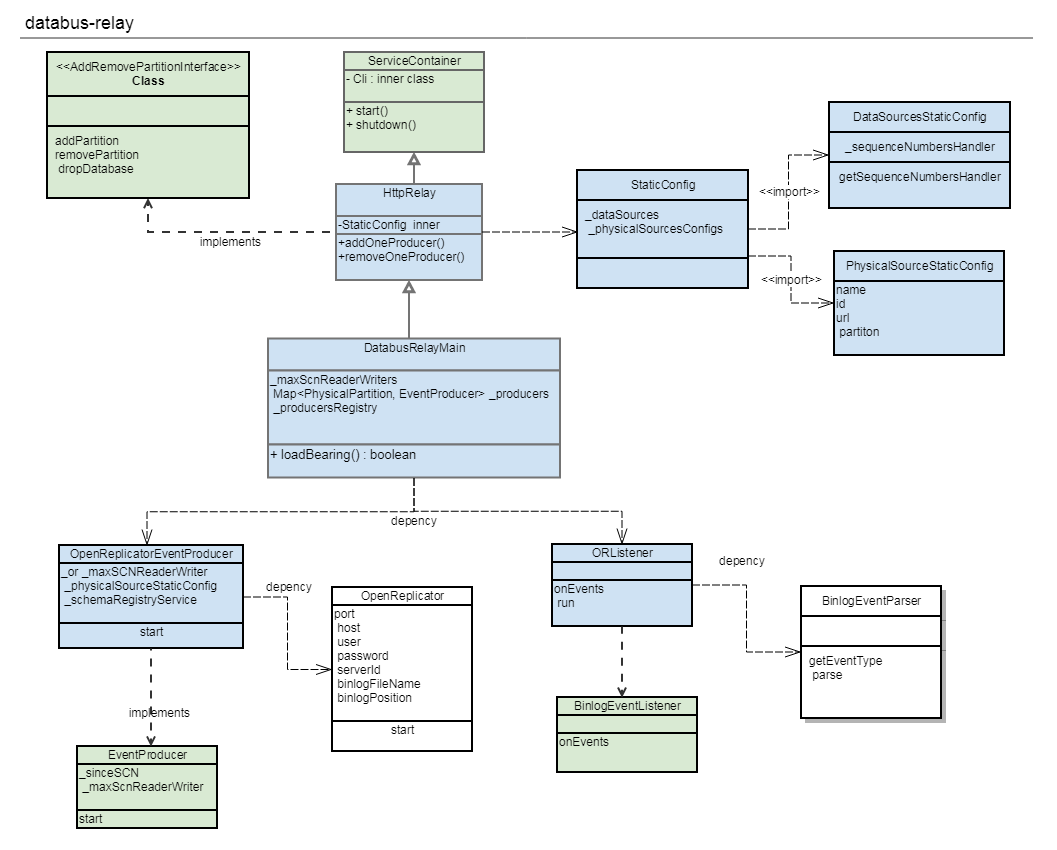 databus-relay
<<AddRemovePartitionInterface>>
Class
addPartition
removePartition
dropDatabase
ServiceContainer
- Cli : inner class
+ start()
+ shutdown()
implements
HttpRelay
-StaticConfig inner
+addOneProducer()
+removeOneProducer()
StaticConfig
_dataSources
_physicalSourcesConfigs
<<import>>
DataSourcesStaticConfig
_sequenceNumbersHandler
getSequenceNumbersHandler
<<import>>
PhysicalSourceStaticConfig
name
id
url
partiton
DatabusRelayMain
_maxScnReaderWriters
Map<PhysicalPartition, EventProducer> _producers
_producersRegistry
+ loadBearing() : boolean
depency
OpenReplicatorEventProducer
_or _maxSCNReaderWriter
_physicalSourceStaticConfig
_schemaRegistryService
start
depency
OpenReplicator
port
host
user
password
serverId
binlogFileName
binlogPosition
start
implements
EventProducer
_sinceSCN
_maxScnReaderWriter
start
ORListener
onEvents
run
depency
BinlogEventParser
getEventType
parse
BinlogEventListener
onEvents